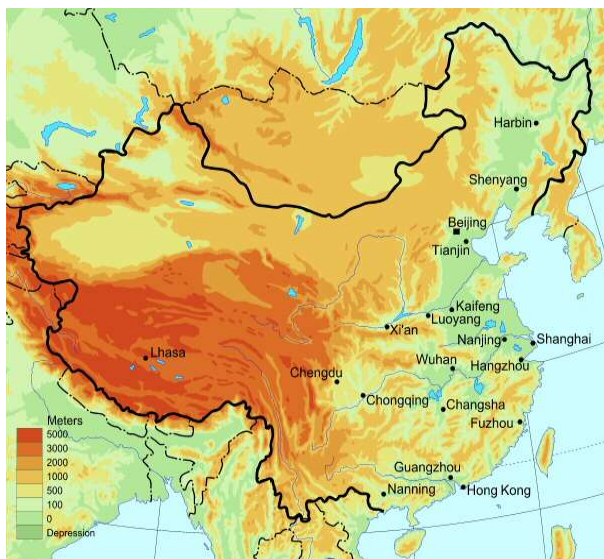 Harbin
Shenyang
Beijing
Tianjin
Kaifeng
Luoyang
Xi'an
Nanjing
Shanghai
Lhasa
Wuhan
Hangzhou
Chengdu
Chongqing
Changsha
Fuzhou
Meters
5000
3000
2000
1000
500
100
0
Depression
Guangzhou
Nanning
Hong Kong